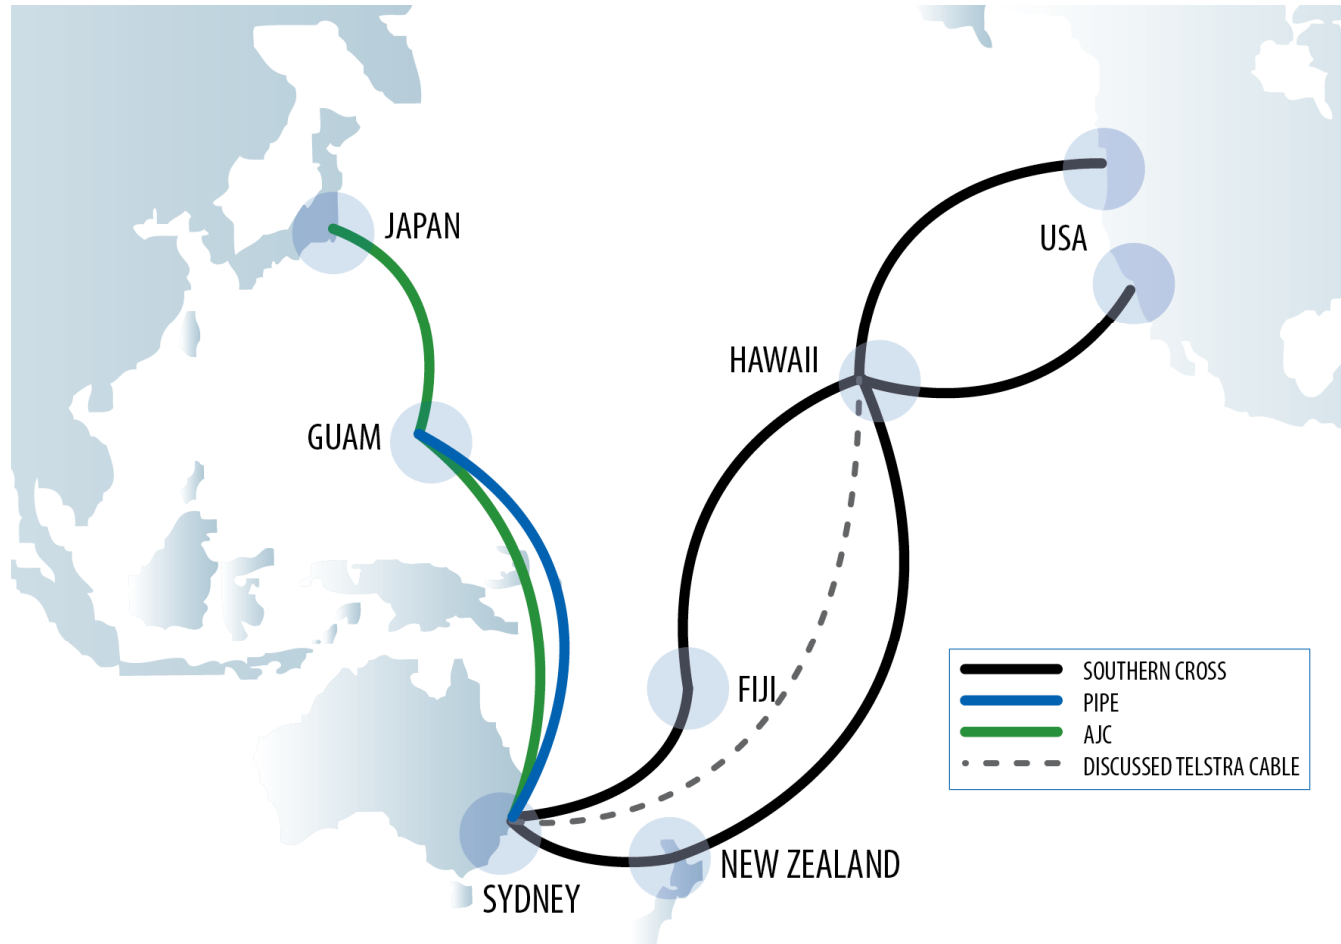 JAPAN
USA
HAWAII
GUAM
FIJI
SOUTHERN CROSS
PIPE
AJC
DISCUSSED TELSTRA CABLE
NEW ZEALAND
SYDNEY